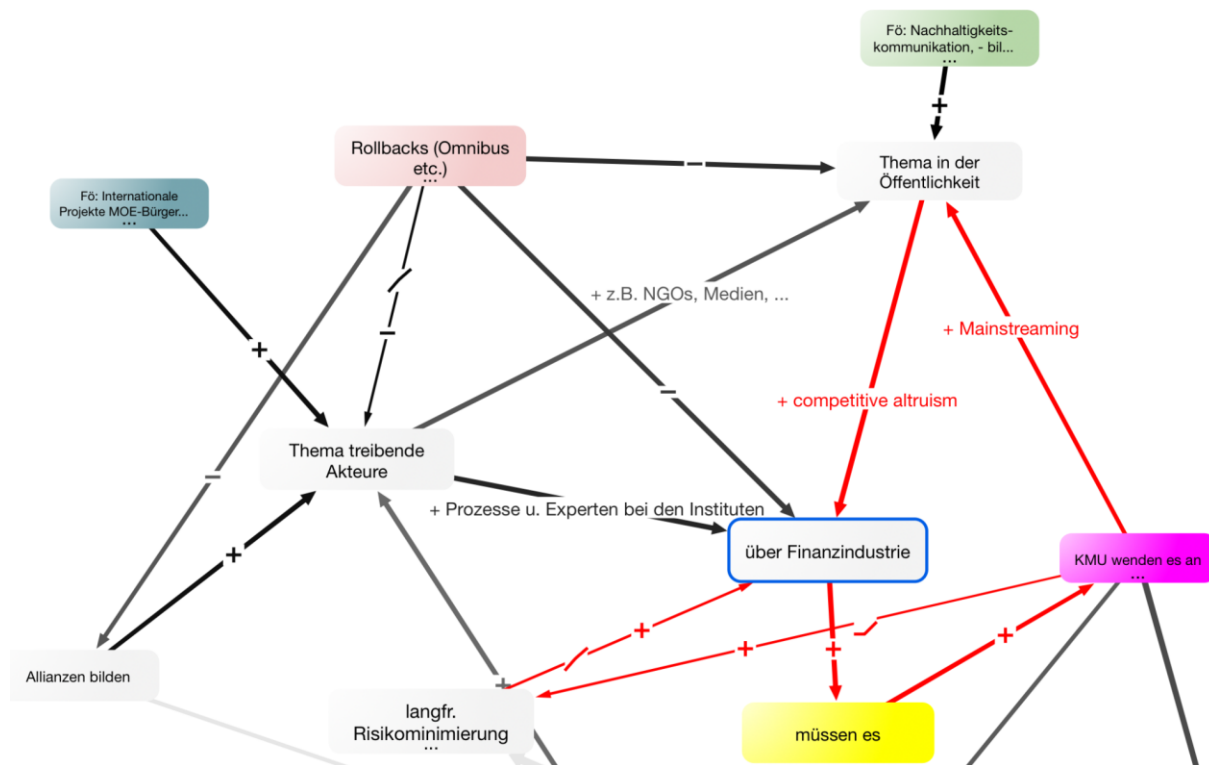 Fö: Nachhaltigkeits-
kommunikation, - bil...
...
+
Rollbacks (Omnibus
etc.)
...
−
Thema in der
Öffentlichkeit
Fö: Internationale
Projekte MOE-Bürger...
...
+ z.B. NGOs, Medien, ...
+ Mainstreaming
−
+
−
+ competitive altruism
Thema treibende
Akteure
−
+ Prozesse u. Experten bei den Instituten
über Finanzindustrie
KMU wenden es an
...
+
+
+
+
+
Allianzen bilden
+
langfr.
Risikominimierung
...
müssen es